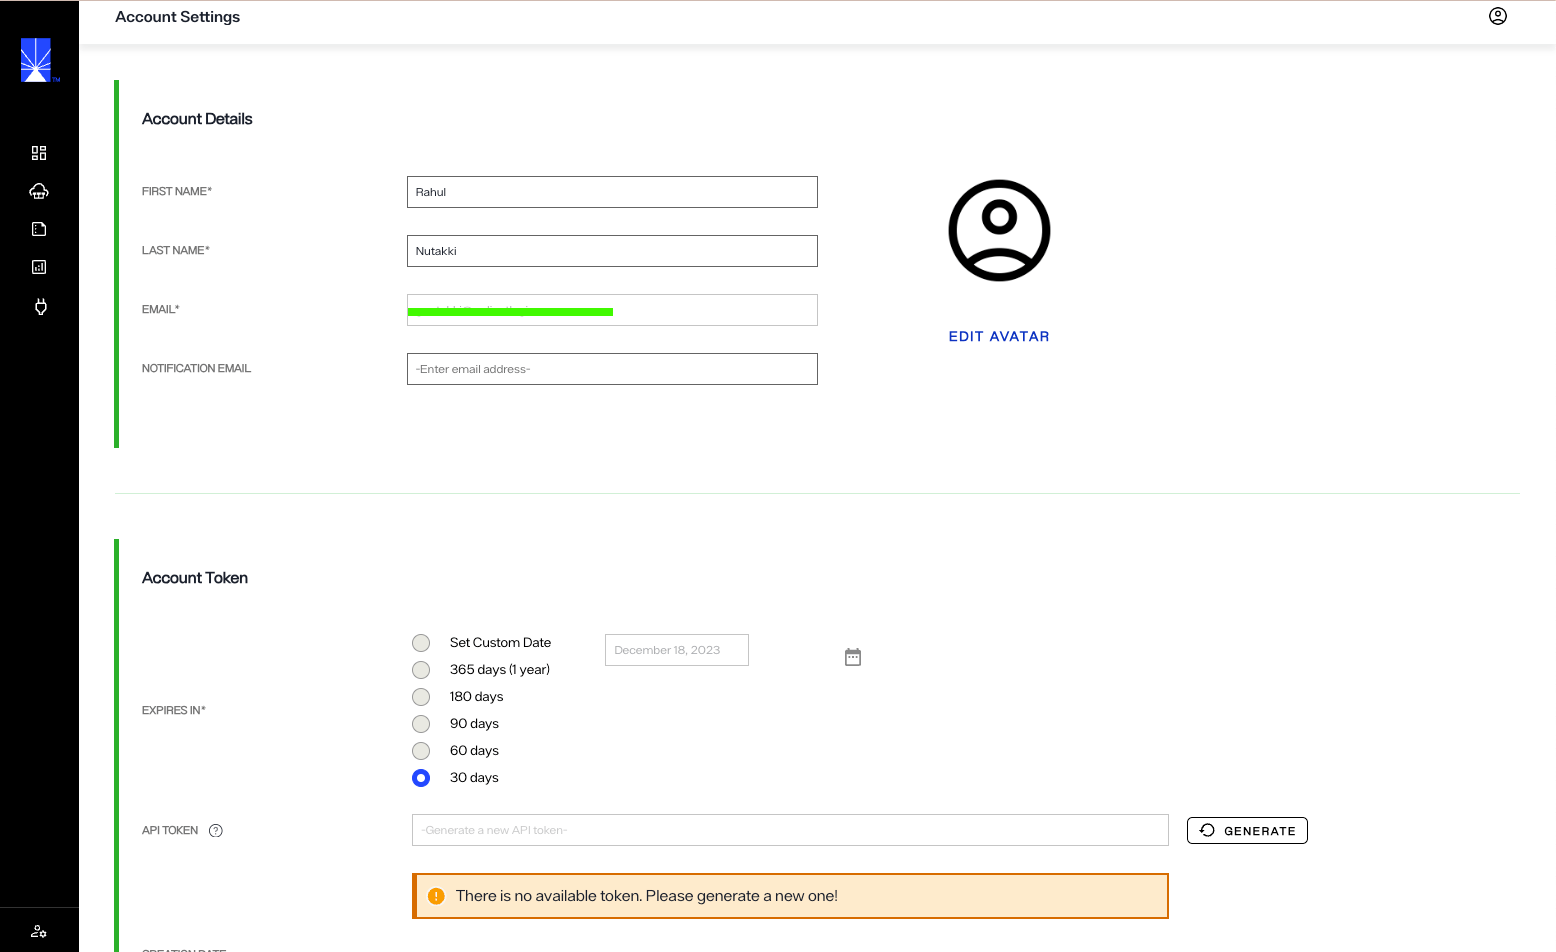 Account Settings
TM
Account Details
FIRST NAME*
Rahul
LAST NAME*
Nutakki
EMAIL*
NOTIFICATION EMAIL
-Enter email address-
EDIT AVATAR
Account Token
EXPIRES IN*
Set Custom Date
December 18, 2023
365 days (1 year)
180 days
90 days
60 days
30 days
API TOKEN ?
-Generate a new API token-
GENERATE
There is no available token. Please generate a new one!